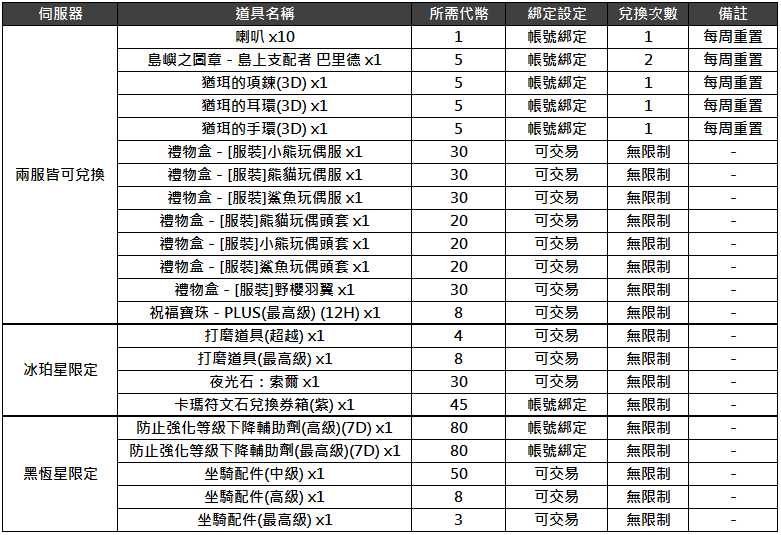 伺服器 道具名稱 所需代幣 綁定設定 兌換次數 備註
兩服皆可兌換 喇叭 x10 1 帳號綁定 1 每周重置
島嶼之圖章 - 島上支配者 巴里德 x1 5 帳號綁定 2 每周重置
猶珥的項鍊(3D) x1 5 帳號綁定 1 每周重置
猶珥的耳環(3D) x1 5 帳號綁定 1 每周重置
猶珥的手環(3D) x1 5 帳號綁定 1 每周重置
禮物盒 - [服裝]小熊玩偶服 x1 30 可交易 無限制 -
禮物盒 - [服裝]熊貓玩偶服 x1 30 可交易 無限制 -
禮物盒 - [服裝]鯊魚玩偶服 x1 30 可交易 無限制 -
禮物盒 - [服裝]熊貓玩偶頭套 x1 20 可交易 無限制 -
禮物盒 - [服裝]小熊玩偶頭套 x1 20 可交易 無限制 -
禮物盒 - [服裝]鯊魚玩偶頭套 x1 20 可交易 無限制 -
禮物盒 - [服裝]野櫻羽翼 x1 30 可交易 無限制 -
祝福寶珠 - PLUS(最高級) (12H) x1 8 可交易 無限制 -
冰珀星限定 打磨道具(超越) x1 4 可交易 無限制 -
打磨道具(最高級) x1 8 可交易 無限制 -
夜光石：索爾 x1 30 可交易 無限制 -
卡瑪符文石兌換券箱(紫) x1 45 帳號綁定 無限制 -
黑恆星限定 防止強化等級下降輔助劑(高級)(7D) x1 80 帳號綁定 無限制 -
防止強化等級下降輔助劑(最高級)(7D) x1 80 帳號綁定 無限制 -
坐騎配件(中級) x1 50 可交易 無限制 -
坐騎配件(高級) x1 8 可交易 無限制 -
坐騎配件(最高級) x1 3 可交易 無限制 -